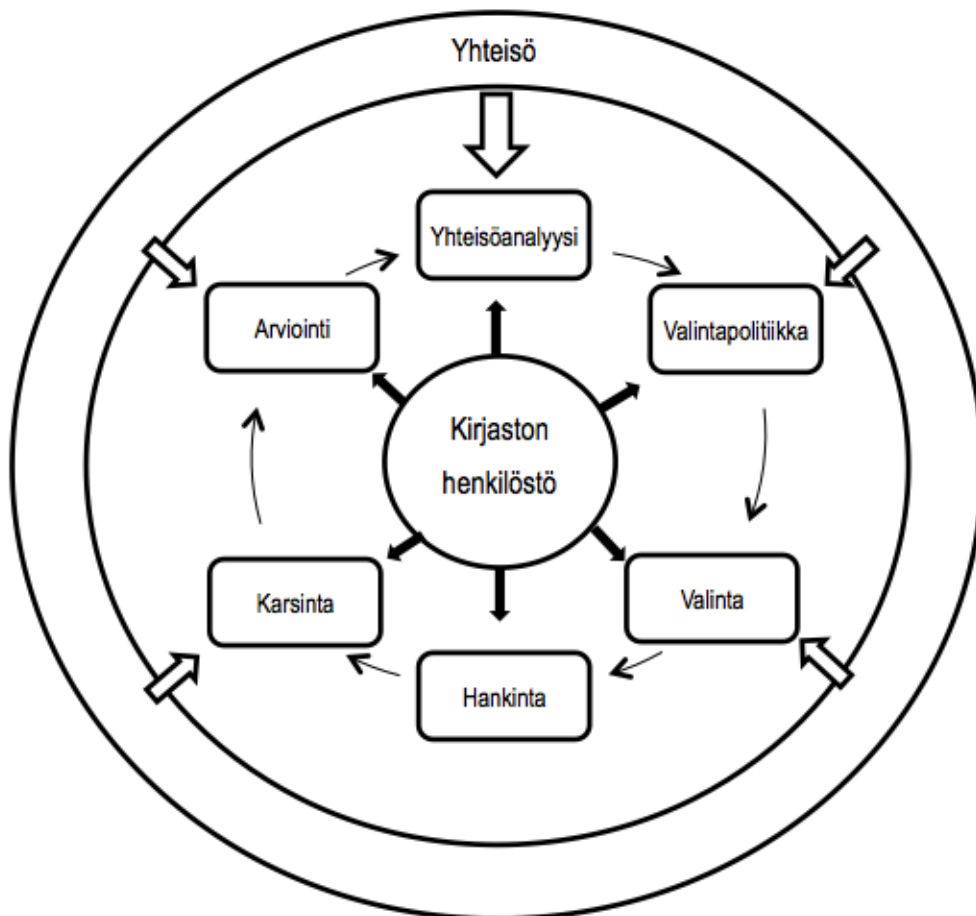 Yhteisö
Yhteisöanalyysi
Arviointi
Valintapolitiikka
Kirjaston
henkilöstö
Karsinta
Valinta
Hankinta